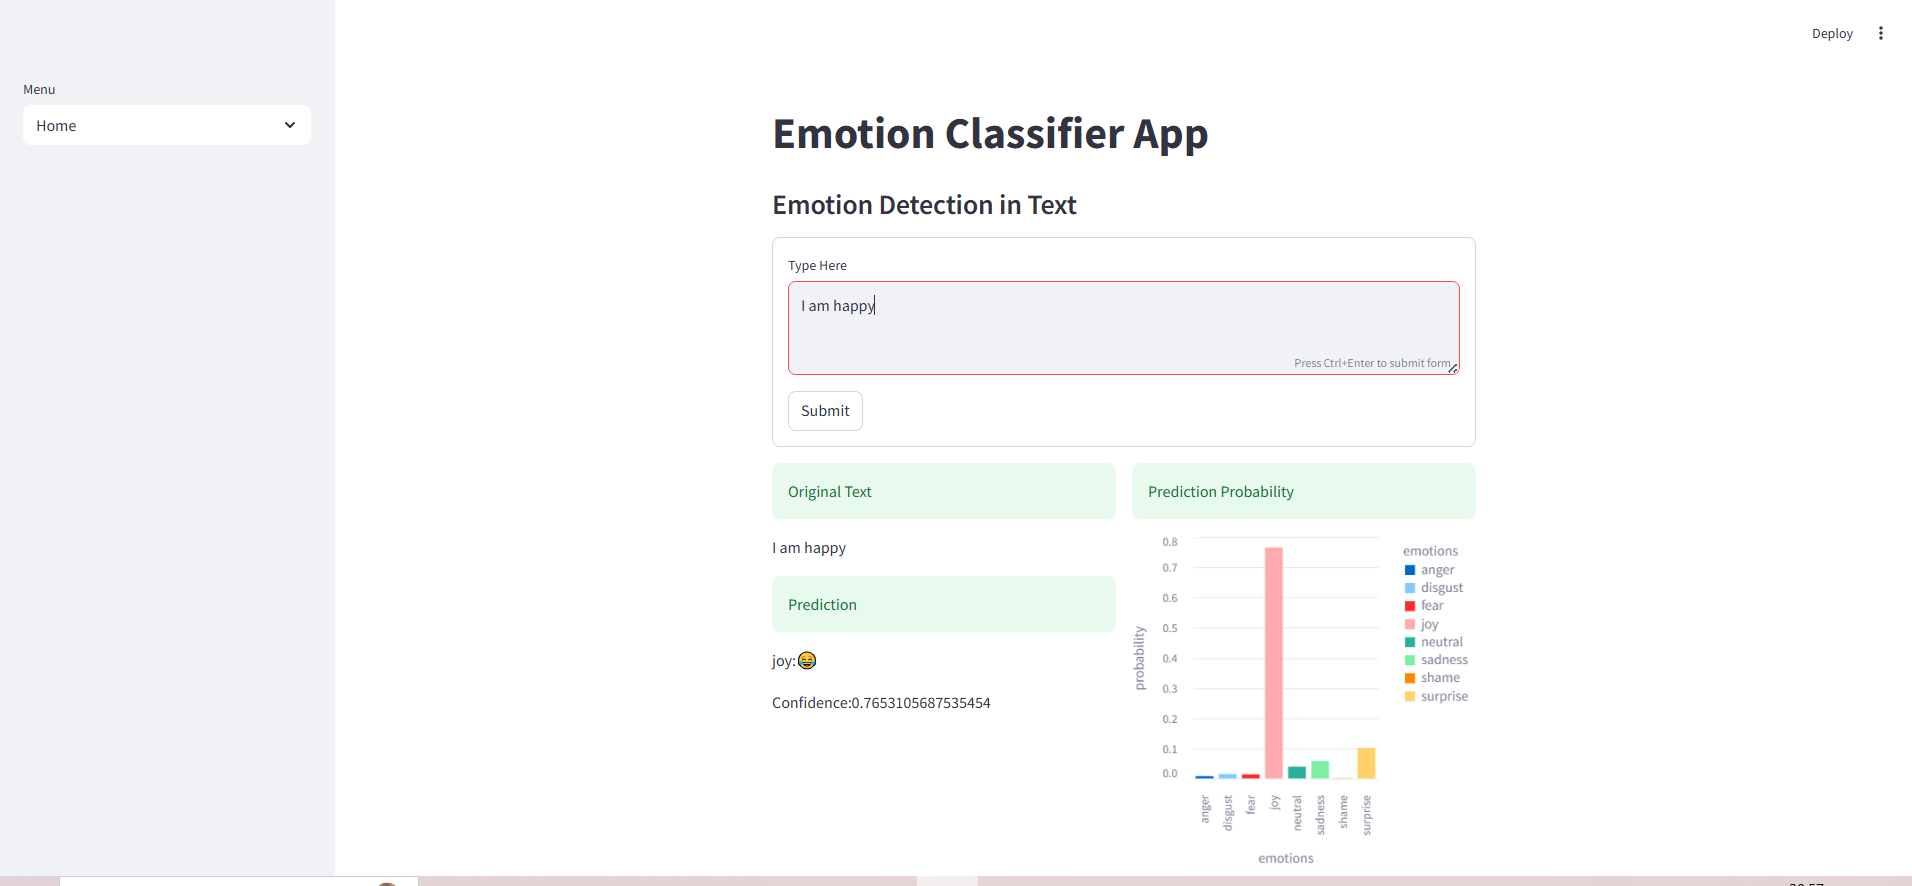 Deploy
Menu
Home
Emotion Classifier App
Emotion Detection in Text
Type Here
I am happy
Press Ctrl+Enter to submit form
Submit
Original Text
I am happy
Prediction
joy:😂
Confidence:0.7653105687535454
Prediction Probability
0.8
0.7
0.6
0.5
0.4
0.3
0.2
0.1
0.0
probability
anger
disgust
fear
joy
neutral
sadness
shame
surprise
emotions
emotions
anger
disgust
fear
joy
neutral
sadness
shame
surprise